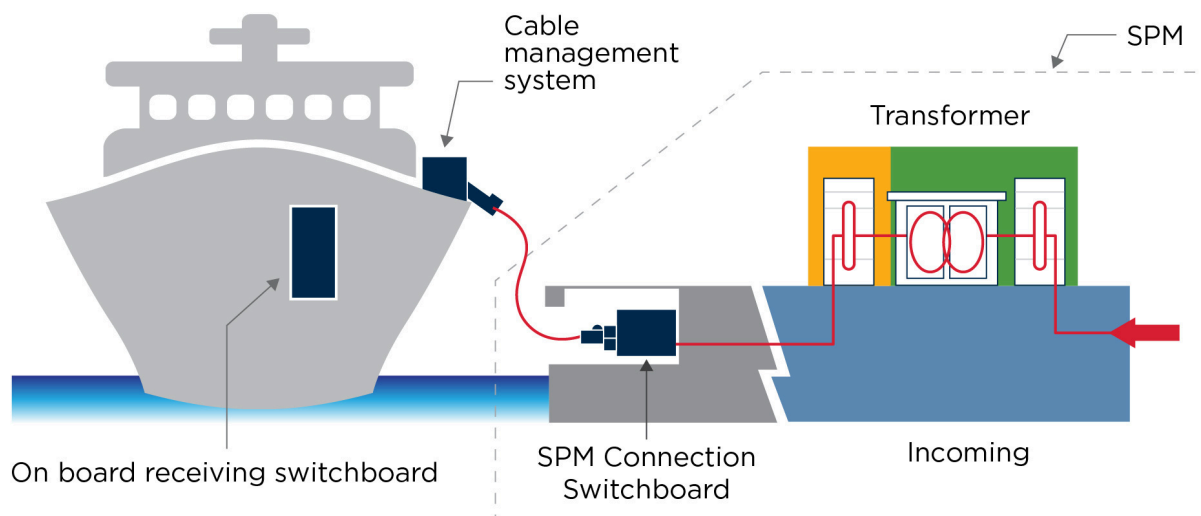 Cable
management
system
SPM
Transformer
On board receiving switchboard
SPM Connection
Switchboard
Incoming